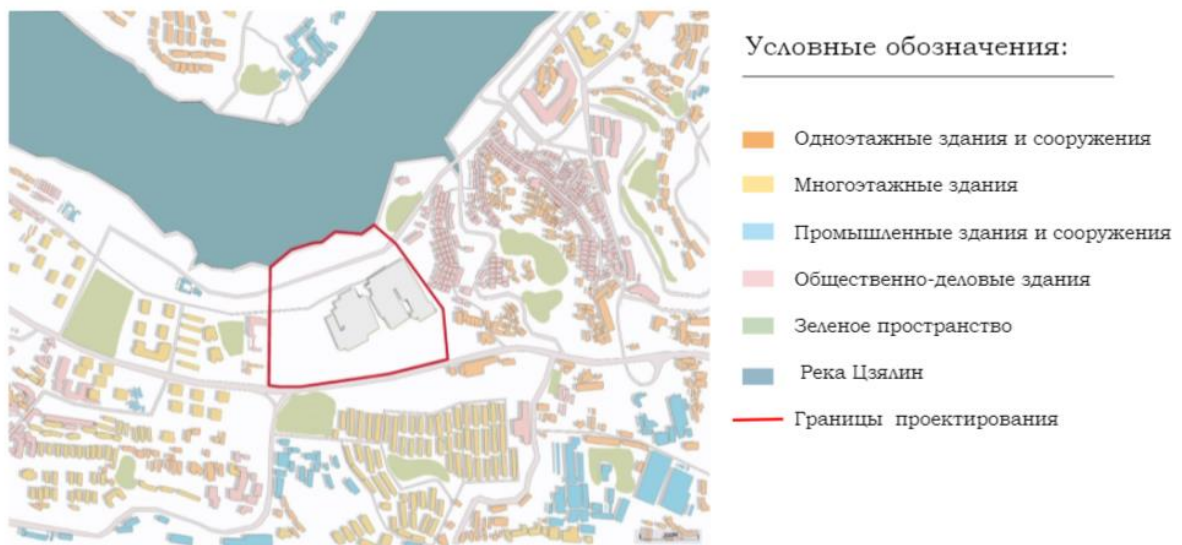 Условные обозначения:
Одноэтажные здания и сооружения
Многоэтажные здания
Промышленные здания и сооружения
Общественно-деловые здания
Зеленое пространство
Река Цзялин
Границы проектирования